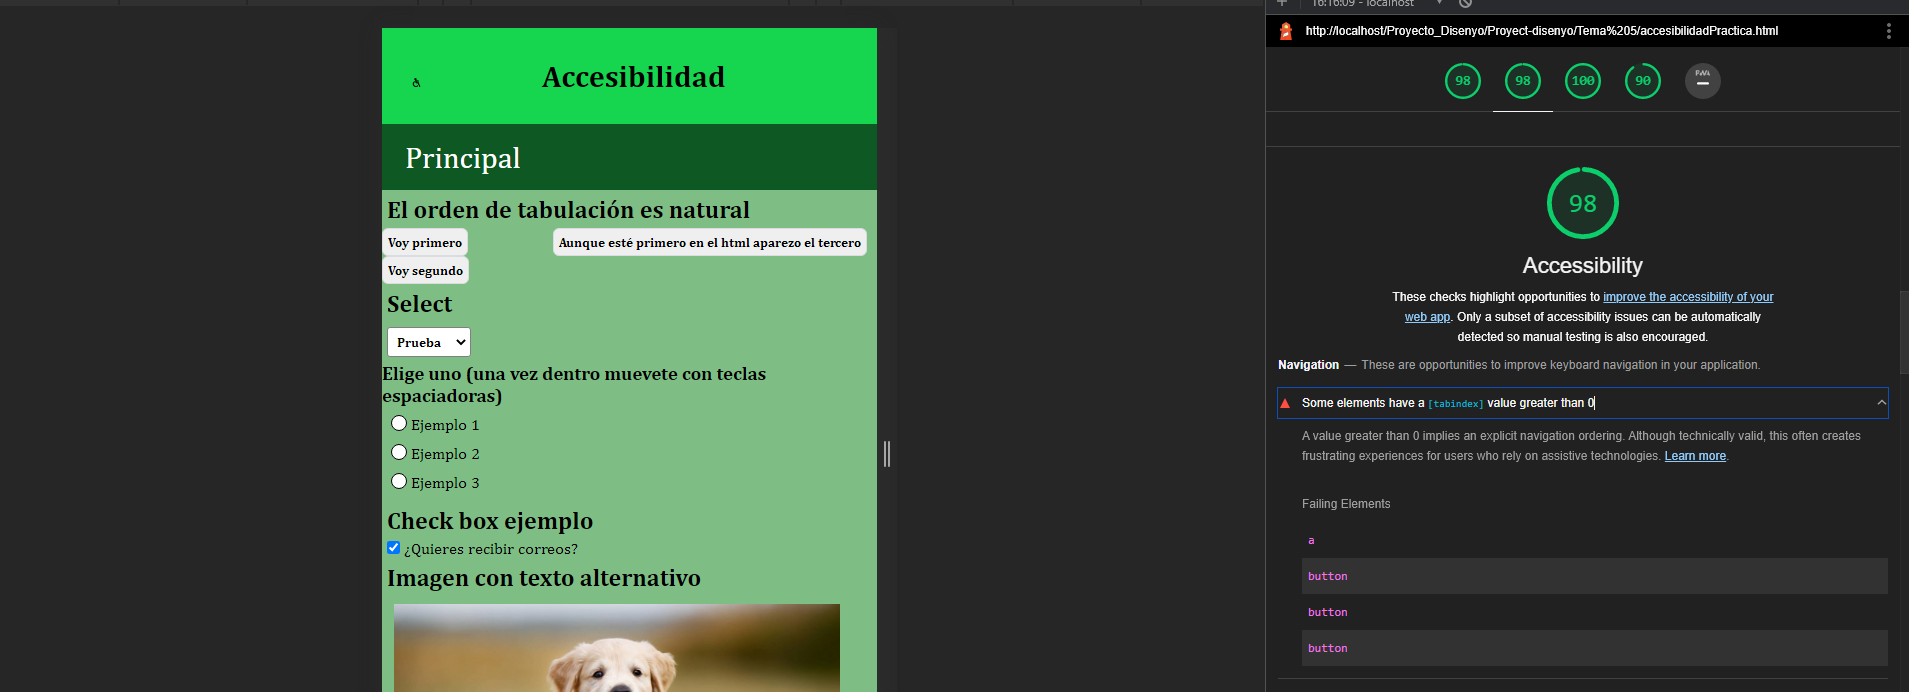 16:16:09 - localhost
http://localhost/Proyecto_Disenyo/Proyect-disenyo/Tema%205/accesibilidadPractica.html
98 98 100 90 PWA
Accesibilidad
Principal
El orden de tabulación es natural
Voy primero
Aunque esté primero en el html aparezo el tercero
Voy segundo
Select
Prueba
Elige uno (una vez dentro muevete con teclas
espaciadoras)
Ejemplo 1
Ejemplo 2
Ejemplo 3
Check box ejemplo
¿Quieres recibir correos?
Imagen con texto alternativo
98
Accessibility
These checks highlight opportunities to improve the accessibility of your
web app. Only a subset of accessibility issues can be automatically
detected so manual testing is also encouraged.
Navigation — These are opportunities to improve keyboard navigation in your application.
Some elements have a [tabindex] value greater than 0
A value greater than 0 implies an explicit navigation ordering. Although technically valid, this often creates
frustrating experiences for users who rely on assistive technologies. Learn more.
Failing Elements
a
button
button
button